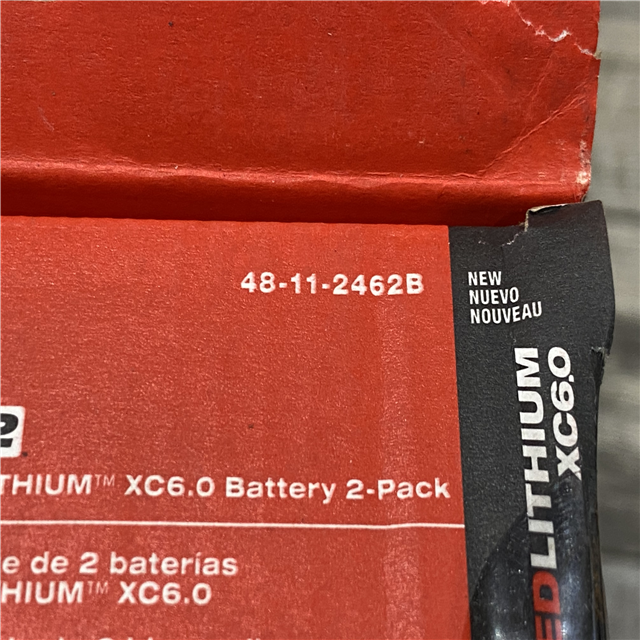 48-11-2462B
NEW
NUEVO
NOUVEAU
THIUM™ XC6.0 Battery 2-Pack
e de 2 baterías
THIUM™ XC6.0
EDLITHIUM
XC6.0